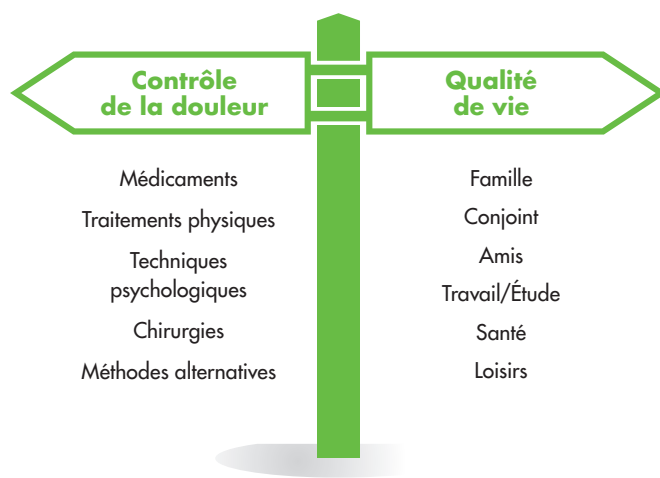 Contrôle
de la douleur
Médicaments
Traitements physiques
Techniques
psychologiques
Chirurgies
Méthodes alternatives
Qualité
de vie
Famille
Conjoint
Amis
Travail/Étude
Santé
Loisirs